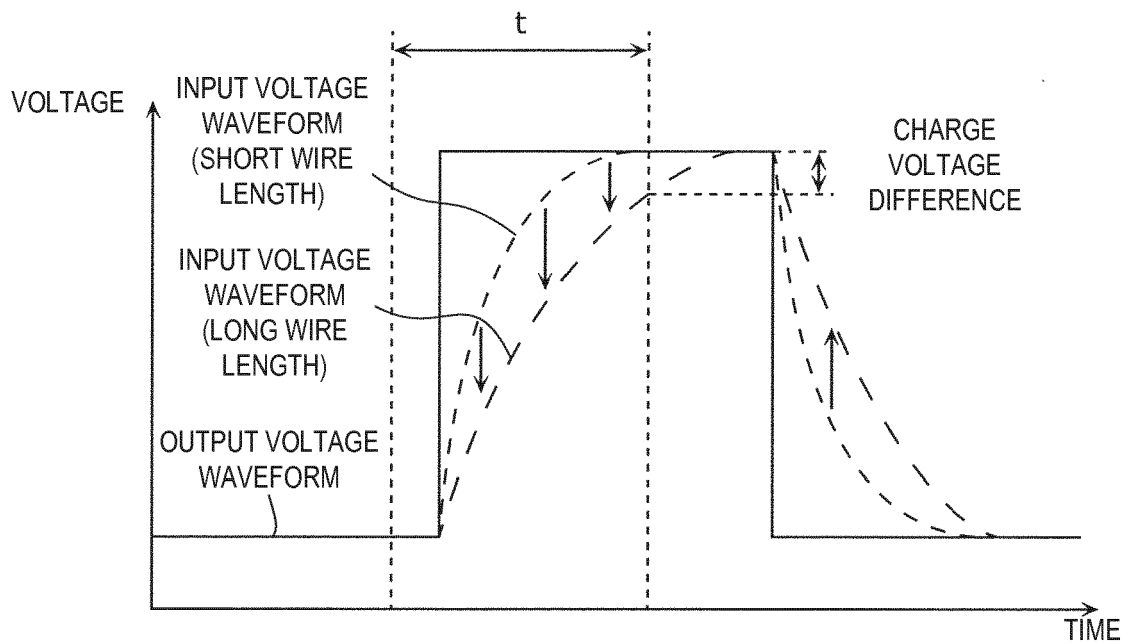 t
VOLTAGE
INPUT VOLTAGE
WAVEFORM
(SHORT WIRE
LENGTH)
CHARGE
VOLTAGE
DIFFERENCE
INPUT VOLTAGE
WAVEFORM
(LONG WIRE
LENGTH)
OUTPUT VOLTAGE
WAVEFORM
TIME